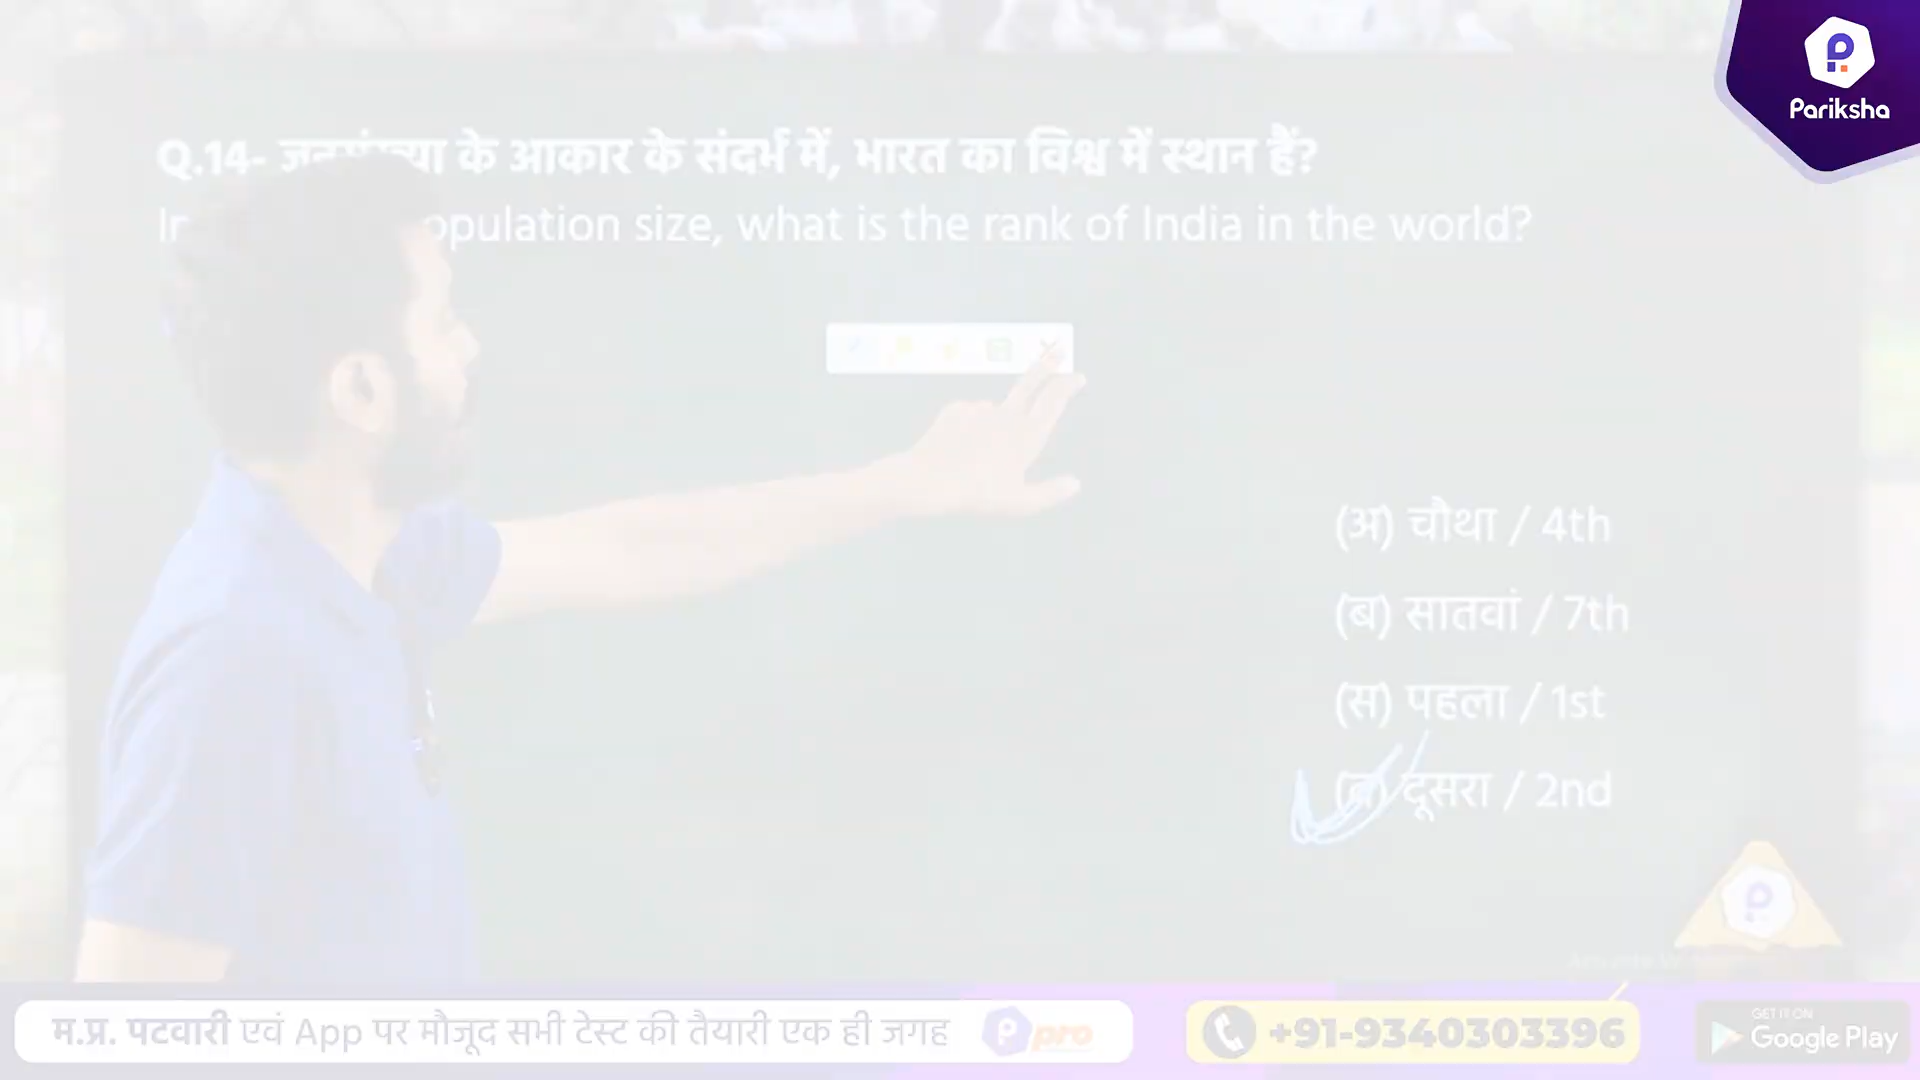 Pariksha
Q.14- के आकार के संदर्भ में, भारत का विश्व में स्थान हैं?
opulation size, what is the rank of India in the world?
(अ) चौथा / 4th
(ब) सातवां / 7th
(स) पहला / 1st
(द) दूसरा / 2nd
म.प्र. पटवारी एवं App पर मौजूद सभी टेस्ट की तैयारी एक ही जगह
pro
+91-9340303396
GET IT ON
Google Play